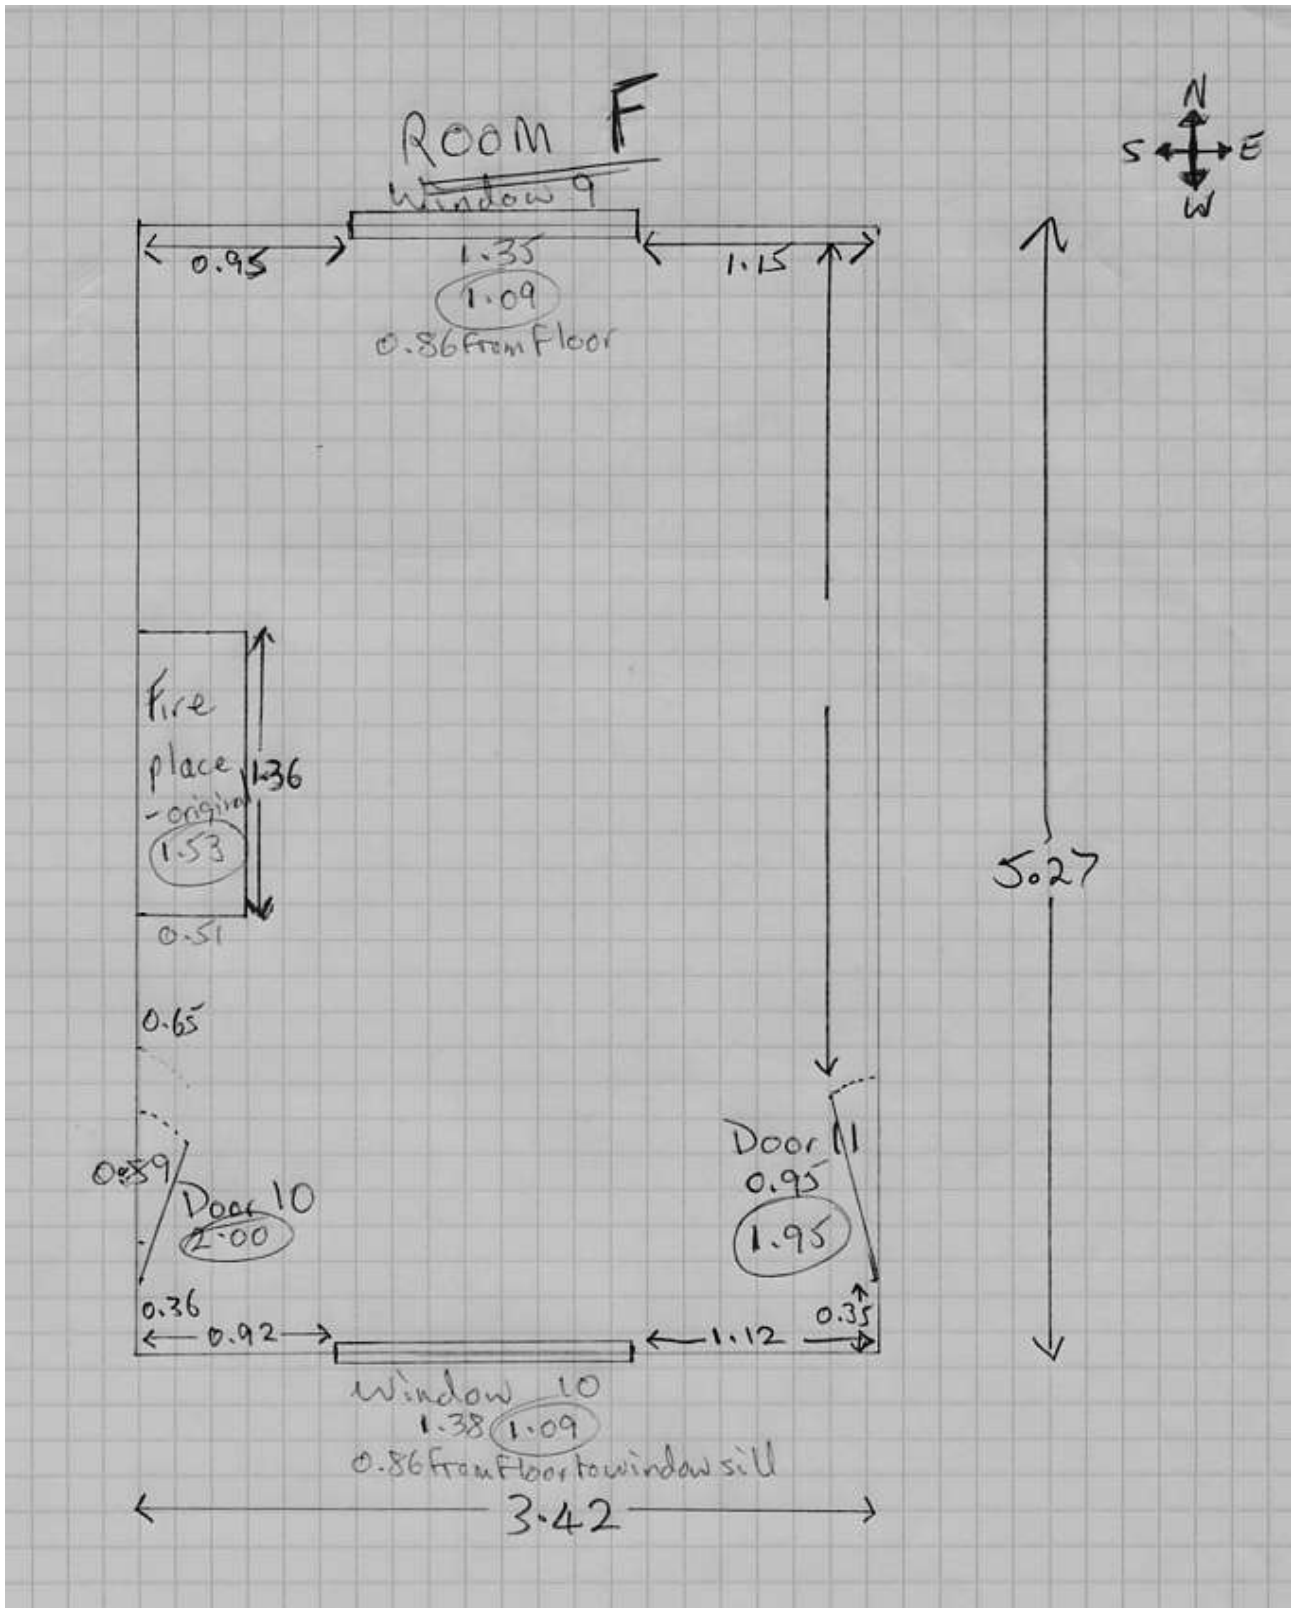 ROOM F
N
S E
W
Window 9
0.95 1.35 1.15
1.09
0.86 from Floor
Fire
place 1.36
- original
1.53
5.27
0.51
0.65
Door 11
0.95
Door 10
2.00
1.95
0.36
0.35
0.92 1.12
Window 10
1.38 1.09
0.86 from Floor to window sill
3.42